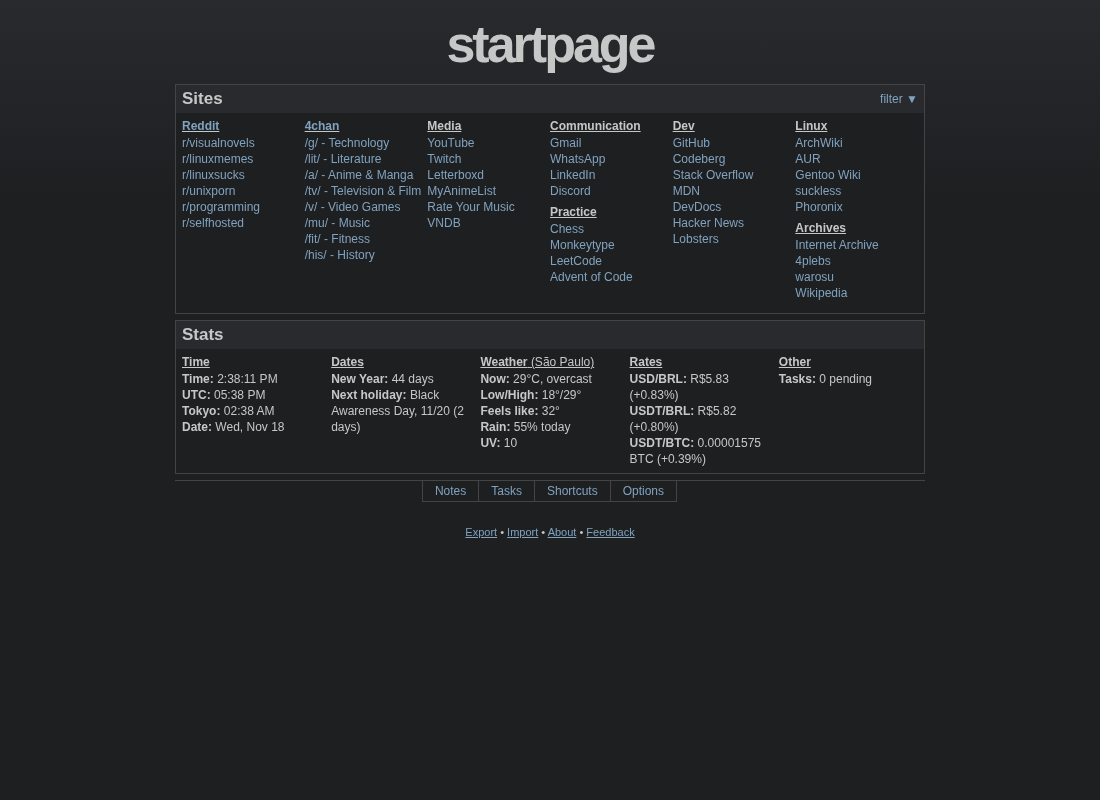 startpage
Sites
filter ▼
Reddit
r/visualnovels
r/linuxmemes
r/linuxsucks
r/unixporn
r/programming
r/selfhosted
4chan
/g/ - Technology
/lit/ - Literature
/a/ - Anime & Manga
/tv/ - Television & Film
/v/ - Video Games
/mu/ - Music
/fit/ - Fitness
/his/ - History
Media
YouTube
Twitch
Letterboxd
MyAnimeList
Rate Your Music
VNDB
Communication
Gmail
WhatsApp
LinkedIn
Discord
Practice
Chess
Monkeytype
LeetCode
Advent of Code
Dev
GitHub
Codeberg
Stack Overflow
MDN
DevDocs
Hacker News
Lobsters
Linux
ArchWiki
AUR
Gentoo Wiki
suckless
Phoronix
Archives
Internet Archive
4plebs
warosu
Wikipedia
Stats
Time
Time: 2:38:11 PM
UTC: 05:38 PM
Tokyo: 02:38 AM
Date: Wed, Nov 18
Dates
New Year: 44 days
Next holiday: Black
Awareness Day, 11/20 (2
days)
Weather (São Paulo)
Now: 29°C, overcast
Low/High: 18°/29°
Feels like: 32°
Rain: 55% today
UV: 10
Rates
USD/BRL: R$5.83
(+0.83%)
USDT/BRL: R$5.82
(+0.80%)
USDT/BTC: 0.00001575
BTC (+0.39%)
Other
Tasks: 0 pending
Notes
Tasks
Shortcuts
Options
Export • Import • About • Feedback